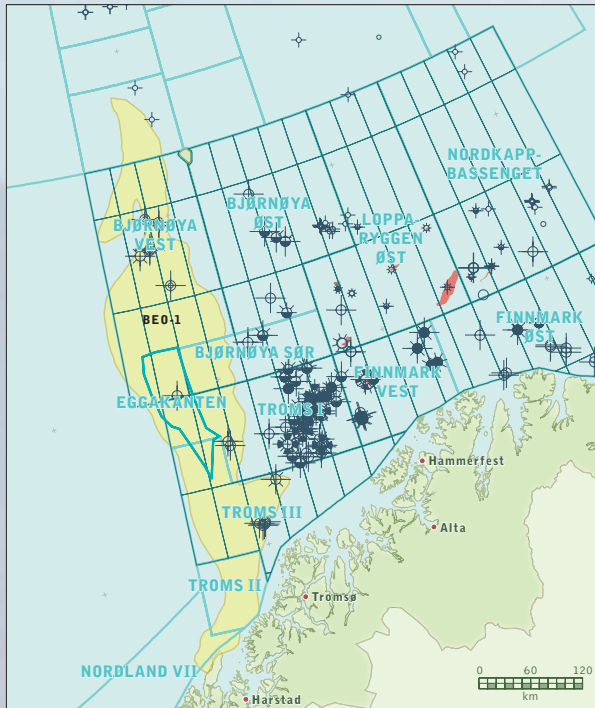 NORDKAPP-
BASSENGET
BJØRNØYA
ØST
LOPPA
RYGGEN
ØST
BJØRNØYA
VEST
BEO-1
FINNMARK
ØST
BJØRNØYA SØR
FINNMARK
VEST
EGGAKANTEN
TROMS I
Hammerfest
TROMS III
Alta
TROMS II
Tromsø
NORDLAND VII
Harstad
0 60 120
km